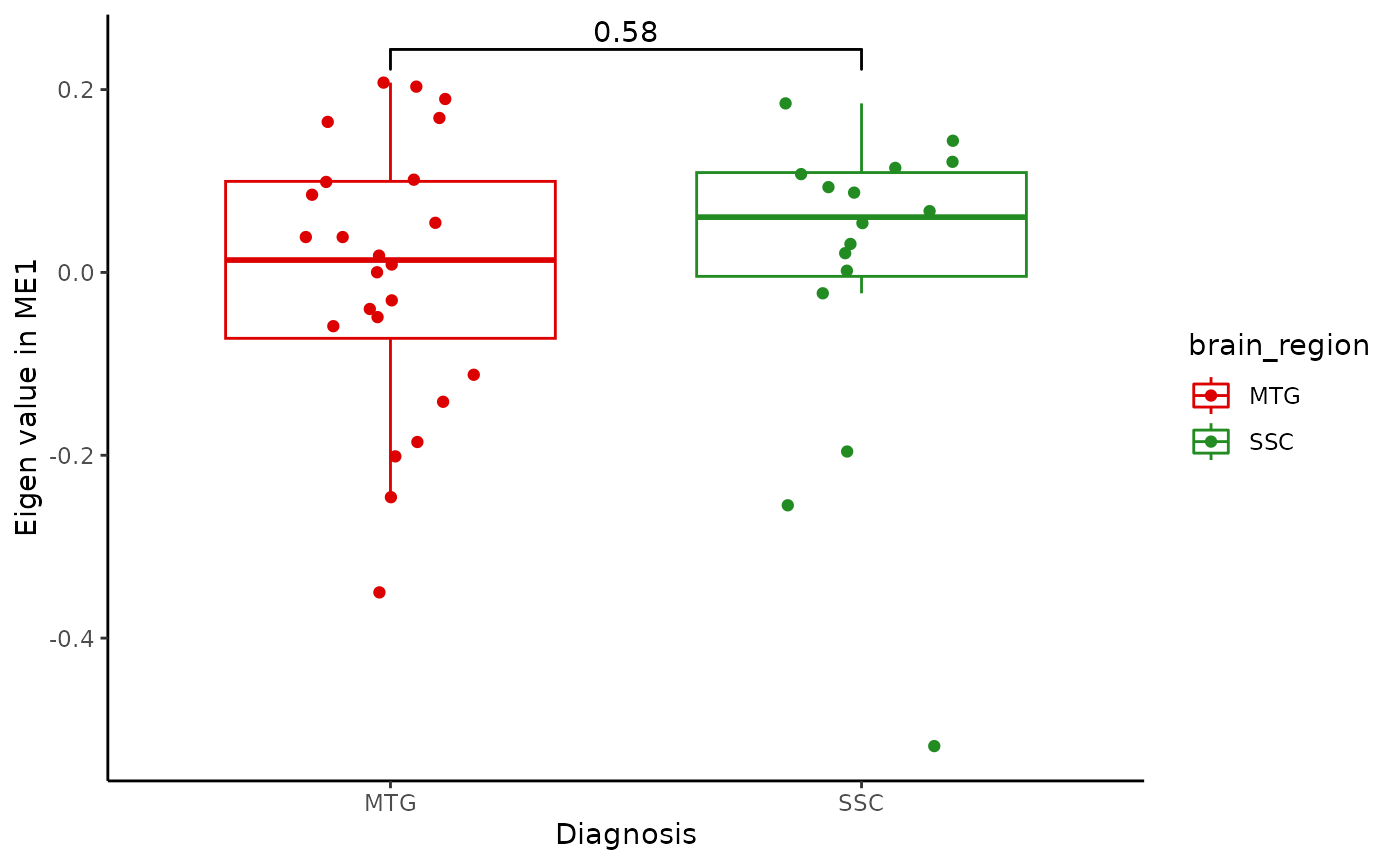 0.58
0.2
0.0
-0.2
-0.4
Eigen value in ME1
MTG
SSC
Diagnosis
brain_region
MTG
SSC